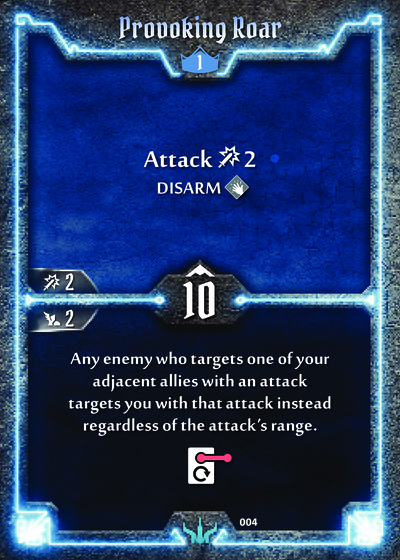 Provoking Roar
1
Attack 2
DISARM
2
10
2
Any enemy who targets one of your
adjacent allies with an attack
targets you with that attack instead
regardless of the attack's range.
004